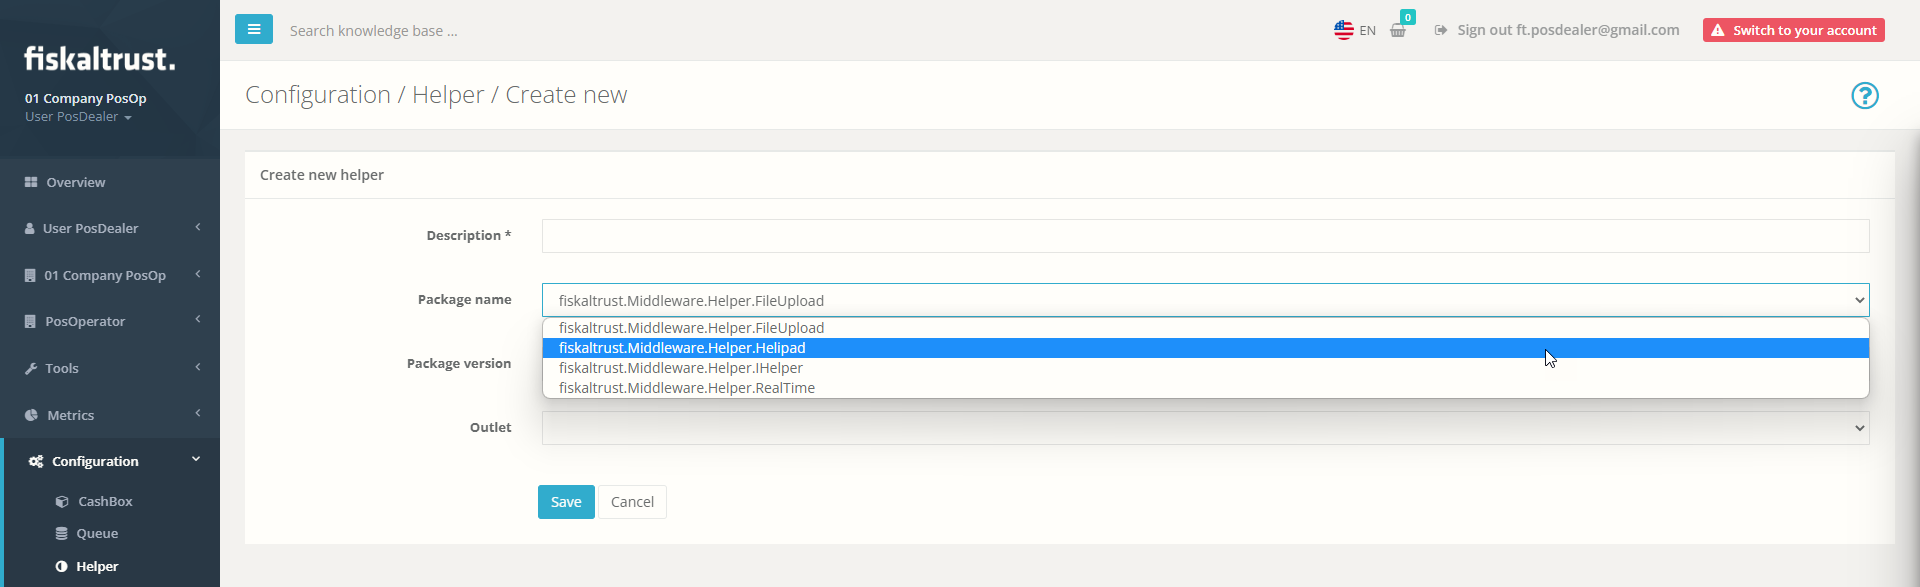 fiskaltrust.
01 Company PosOp
User PosDealer
Overview
User PosDealer
01 Company PosOp
PosOperator
Tools
Metrics
Configuration
CashBox
Queue
Helper
Search knowledge base ...
EN
0
Sign out ft.posdealer@gmail.com
Switch to your account
Configuration / Helper / Create new
?
Create new helper
Description *
Package name
fiskaltrust.Middleware.Helper.FileUpload
fiskaltrust.Middleware.Helper.FileUpload
fiskaltrust.Middleware.Helper.Helipad
fiskaltrust.Middleware.Helper.IHelper
fiskaltrust.Middleware.Helper.RealTime
Package version
Outlet
Save
Cancel